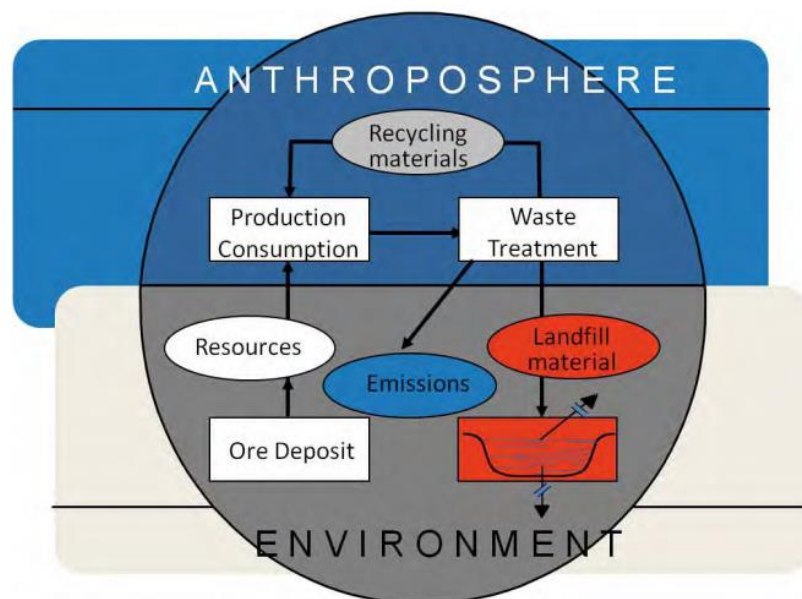 ANTHROPOSPHERE
Recycling
materials
Production
Consumption
Waste
Treatment
Resources
Emissions
Landfill
material
Ore Deposit
ENVIRONMENT